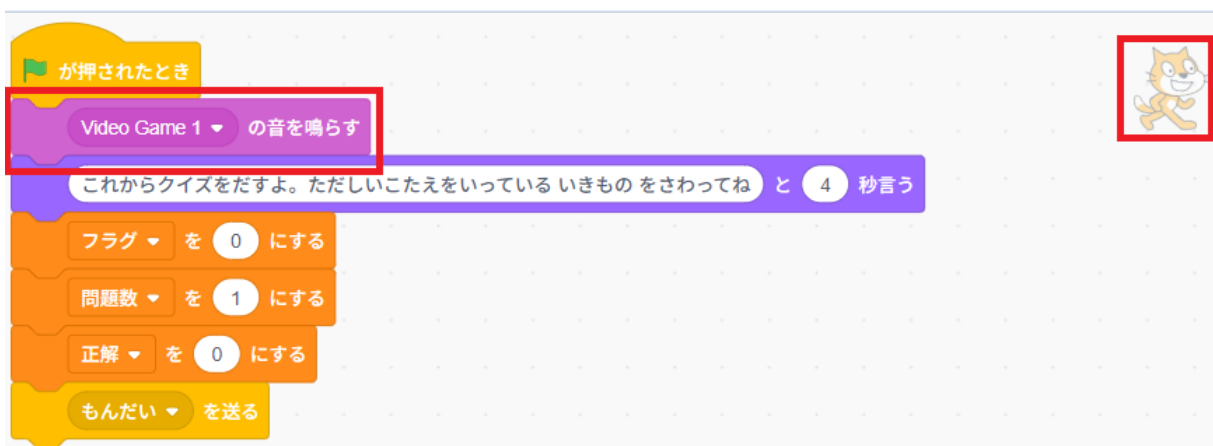 が押されたとき
Video Game 1 の音を鳴らす
これからクイズをだすよ。ただしいこたえをいっている いきもの をさわってね と 4 秒言う
フラグ を 0 にする
問題数 を 1 にする
正解 を 0 にする
もんだい を送る